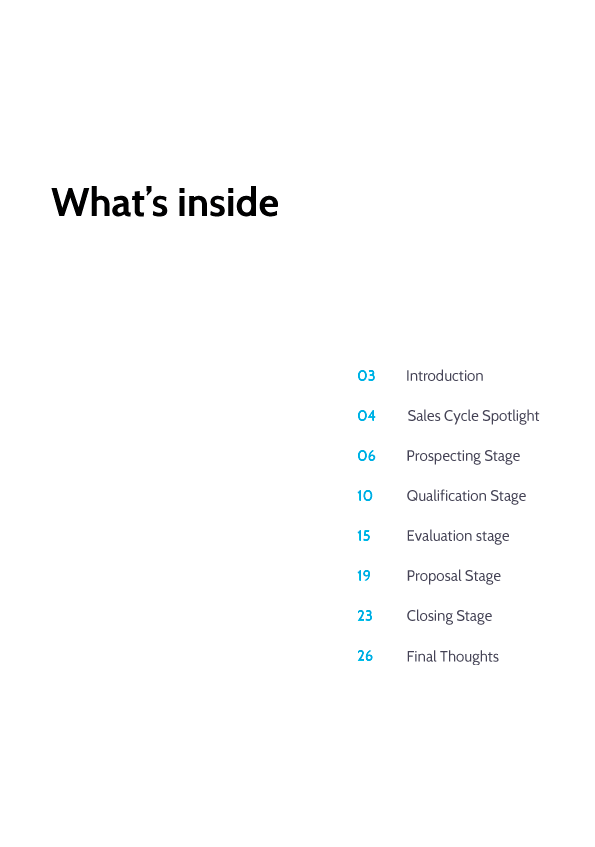 What’s inside
03 Introduction
04 Sales Cycle Spotlight
06 Prospecting Stage
10 Qualification Stage
15 Evaluation stage
19 Proposal Stage
23 Closing Stage
26 Final Thoughts